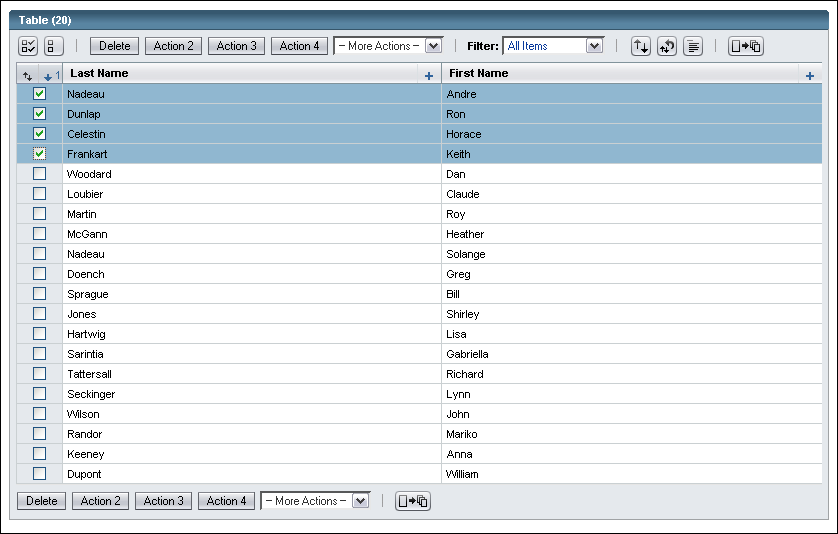 Table (20)
Delete Action 2 Action 3 Action 4 – More Actions – Filter: All Items
1 Last Name + First Name +
Nadeau Andre
Dunlap Ron
Celestin Horace
Frankart Keith
Woodard Dan
Loubier Claude
Martin Roy
McGann Heather
Nadeau Solange
Doench Greg
Sprague Bill
Jones Shirley
Hartwig Lisa
Sarintia Gabriella
Tattersall Richard
Seckinger Lynn
Wilson John
Randor Mariko
Keeney Anna
Dupont William
Delete Action 2 Action 3 Action 4 – More Actions –